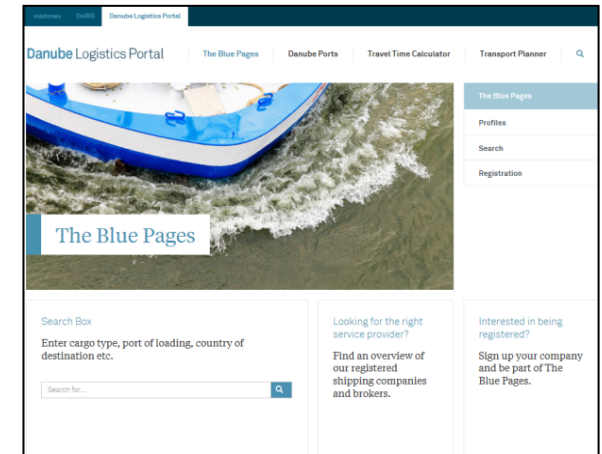 viadonau DoRIS Danube Logistics Portal
Danube Logistics Portal The Blue Pages Danube Ports Travel Time Calculator Transport Planner
The Blue Pages
Profiles
Search
Registration
The Blue Pages
Search Box
Enter cargo type, port of loading, country of
destination etc.
Search for...
Looking for the right
service provider?
Find an overview of
our registered
shipping companies
and brokers.
Interested in being
registered?
Sign up your company
and be part of The
Blue Pages.